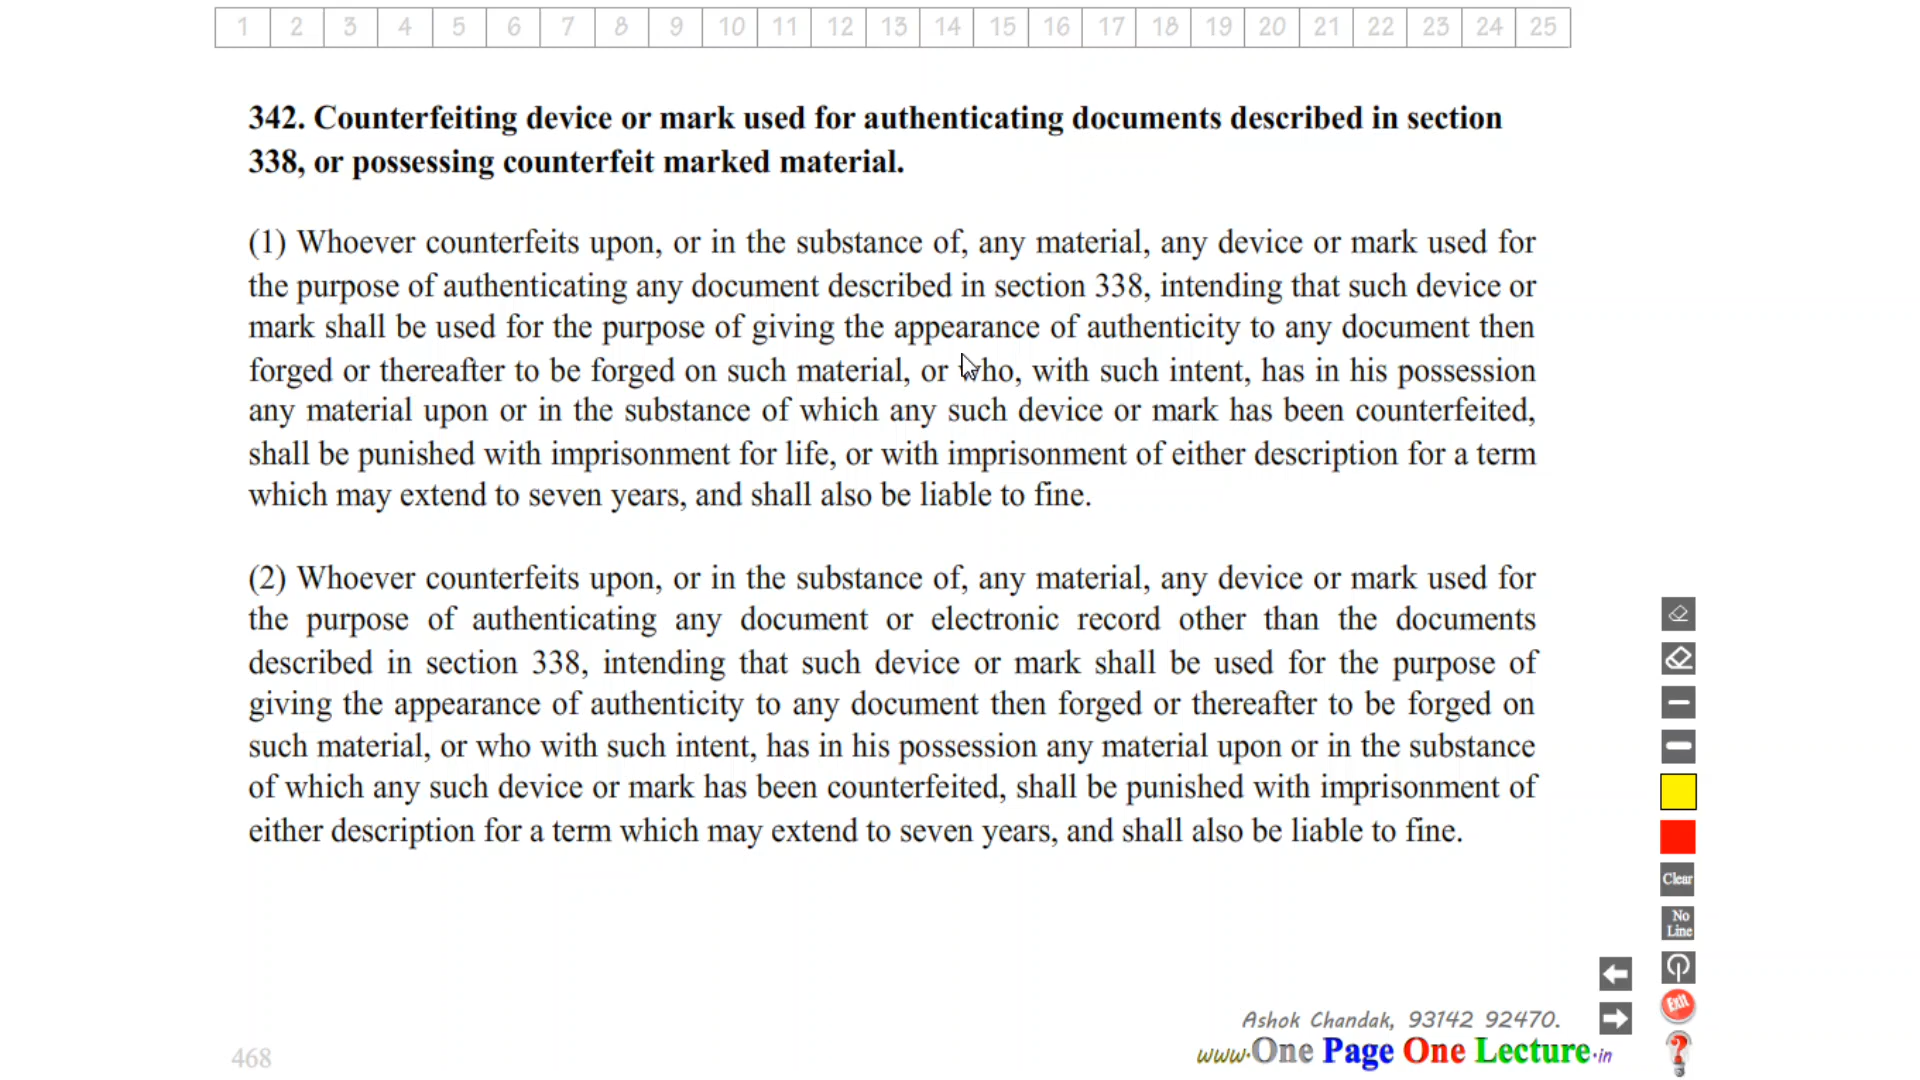 1 2 3 4 5 6 7 8 9 10 11 12 13 14 15 16 17 18 19 20 21 22 23 24 25
342. Counterfeiting device or mark used for authenticating documents described in section
338, or possessing counterfeit marked material.
(1) Whoever counterfeits upon, or in the substance of, any material, any device or mark used for
the purpose of authenticating any document described in section 338, intending that such device or
mark shall be used for the purpose of giving the appearance of authenticity to any document then
forged or thereafter to be forged on such material, or who, with such intent, has in his possession
any material upon or in the substance of which any such device or mark has been counterfeited,
shall be punished with imprisonment for life, or with imprisonment of either description for a term
which may extend to seven years, and shall also be liable to fine.
(2) Whoever counterfeits upon, or in the substance of, any material, any device or mark used for
the purpose of authenticating any document or electronic record other than the documents
described in section 338, intending that such device or mark shall be used for the purpose of
giving the appearance of authenticity to any document then forged or thereafter to be forged on
such material, or who with such intent, has in his possession any material upon or in the substance
of which any such device or mark has been counterfeited, shall be punished with imprisonment of
either description for a term which may extend to seven years, and shall also be liable to fine.
Clear
No
Line
Exit
Ashok Chandak, 93142 92470.
www.One Page One Lecture.in
468